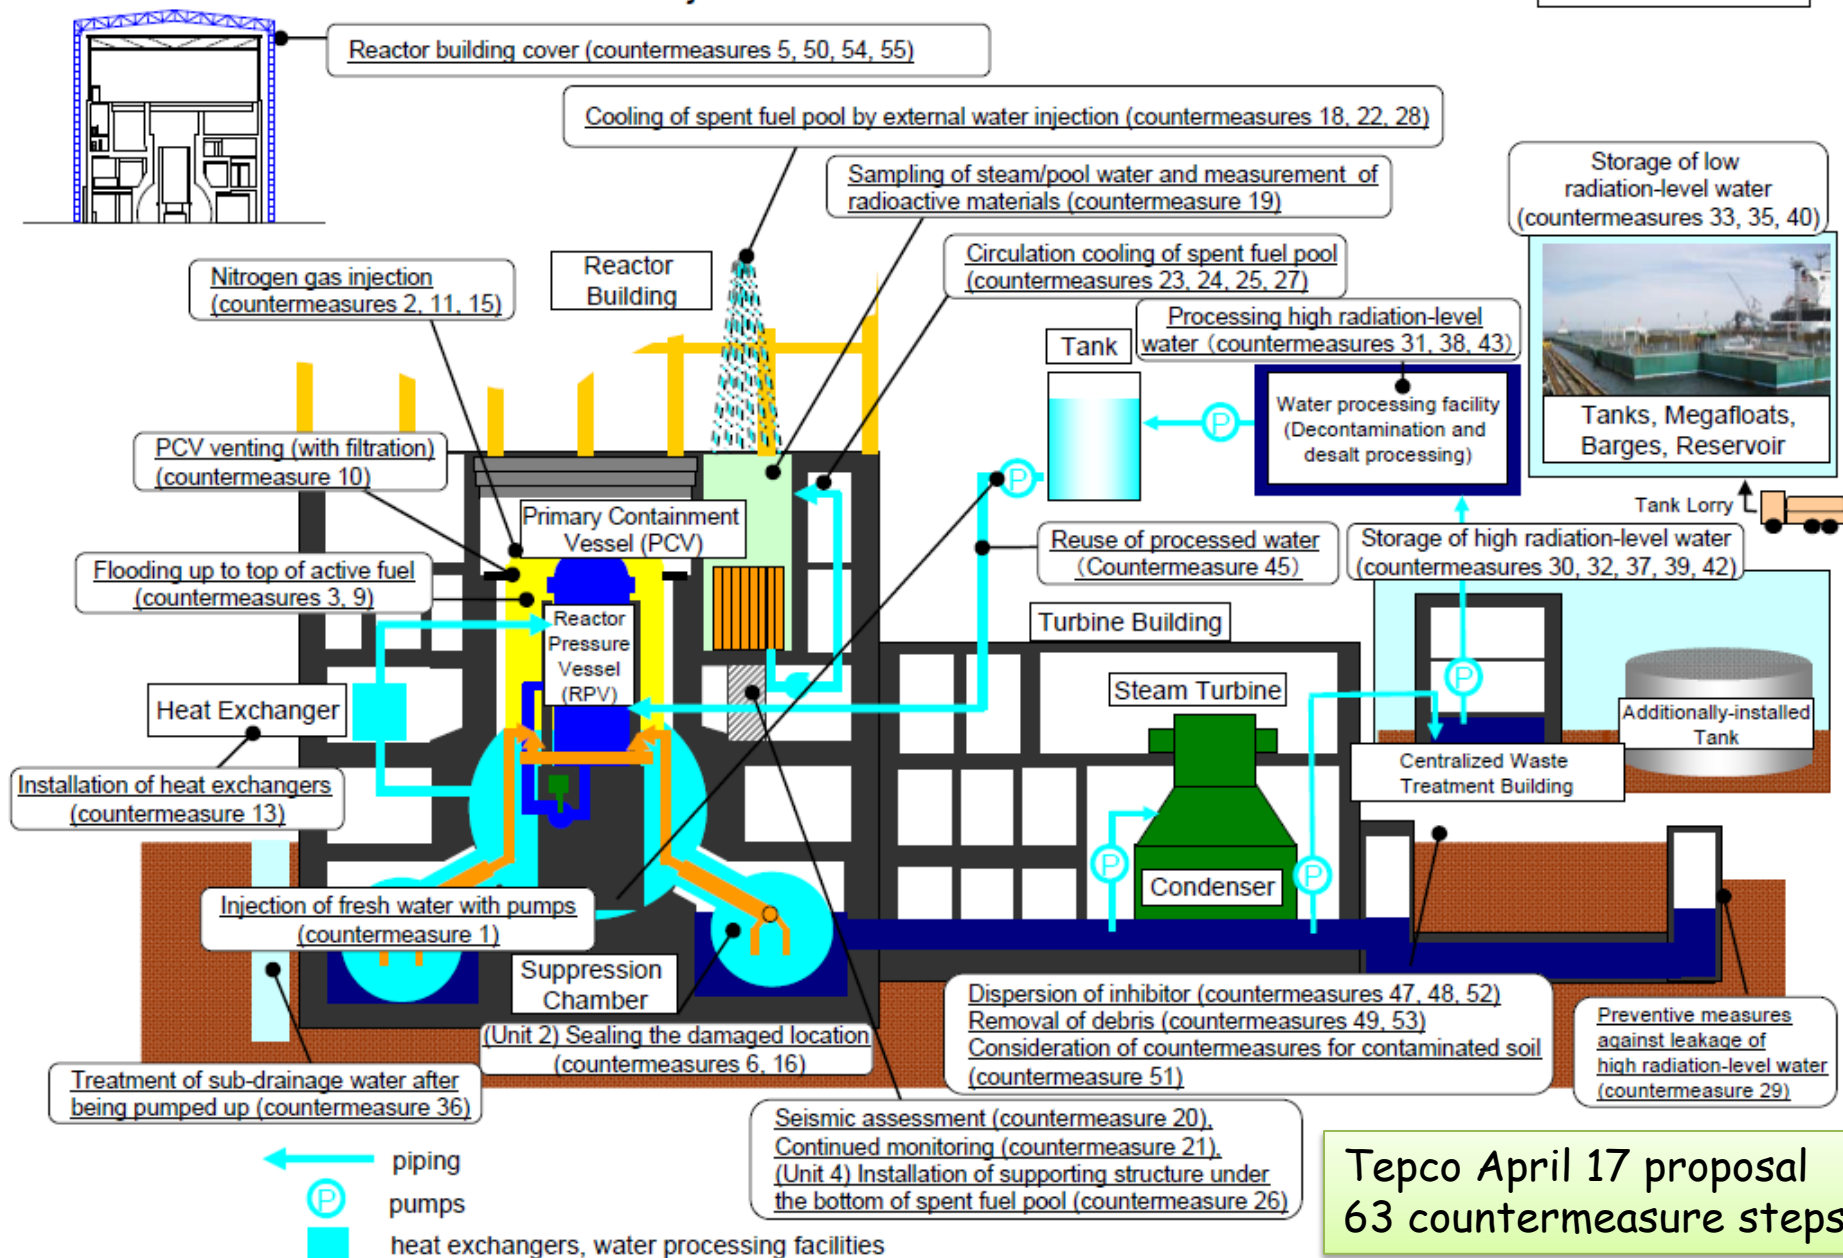 Reactor building cover (countermeasures 5, 50, 54, 55)
Cooling of spent fuel pool by external water injection (countermeasures 18, 22, 28)
Sampling of steam/pool water and measurement of
radioactive materials (countermeasure 19)
Storage of low
radiation-level water
(countermeasures 33, 35, 40)
Nitrogen gas injection
(countermeasures 2, 11, 15)
Reactor
Building
Circulation cooling of spent fuel pool
(countermeasures 23, 24, 25, 27)
Processing high radiation-level
water (countermeasures 31, 38, 43)
Tank
Water processing facility
(Decontamination and
desalt processing)
P
Tanks, Megafloats,
Barges, Reservoir
PCV venting (with filtration)
(countermeasure 10)
P
Tank Lorry
Primary Containment
Vessel (PCV)
Reuse of processed water
(Countermeasure 45)
Storage of high radiation-level water
(countermeasures 30, 32, 37, 39, 42)
Flooding up to top of active fuel
(countermeasures 3, 9)
Reactor
Pressure
Vessel
(RPV)
Turbine Building
Heat Exchanger
Steam Turbine
P
Additionally-installed
Tank
Installation of heat exchangers
(countermeasure 13)
Centralized Waste
Treatment Building
P
P
Condenser
Injection of fresh water with pumps
(countermeasure 1)
Suppression
Chamber
(Unit 2) Sealing the damaged location
(countermeasures 6, 16)
Dispersion of inhibitor (countermeasures 47, 48, 52)
Removal of debris (countermeasures 49, 53)
Consideration of countermeasures for contaminated soil
(countermeasure 51)
Preventive measures
against leakage of
high radiation-level water
(countermeasure 29)
Treatment of sub-drainage water after
being pumped up (countermeasure 36)
Seismic assessment (countermeasure 20),
Continued monitoring (countermeasure 21),
(Unit 4) Installation of supporting structure under
the bottom of spent fuel pool (countermeasure 26)
piping
P
pumps
heat exchangers, water processing facilities
Tepco April 17 proposal
63 countermeasure steps